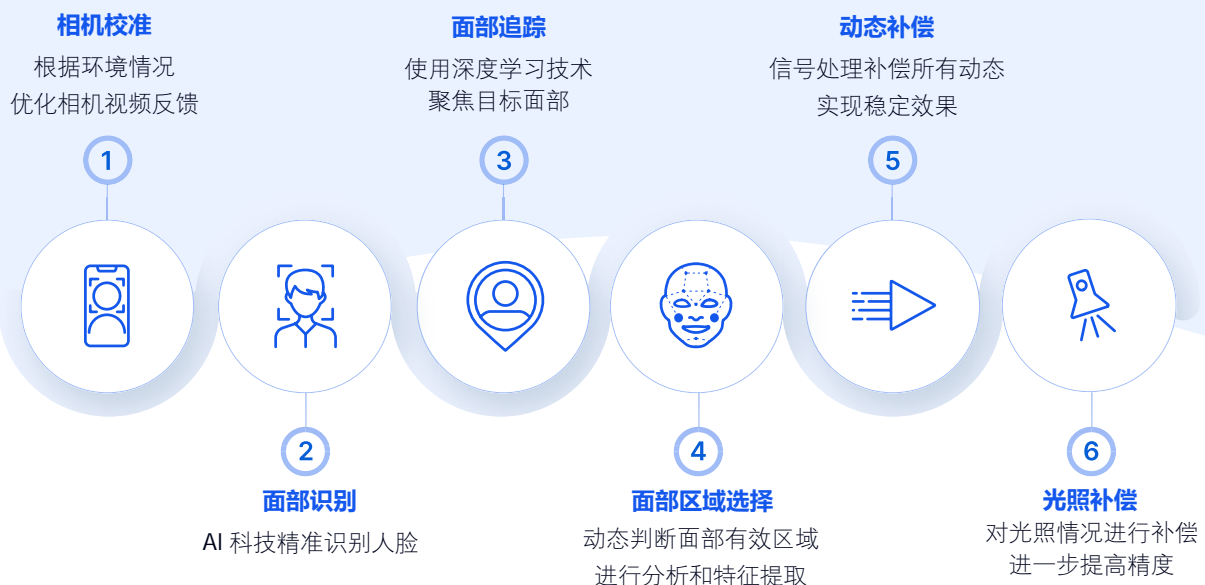 相机校准
根据环境情况
优化相机视频反馈
1
面部追踪
使用深度学习技术
聚焦目标面部
3
动态补偿
信号处理补偿所有动态
实现稳定效果
5
2
面部识别
AI 科技精准识别人脸
4
面部区域选择
动态判断面部有效区域
进行分析和特征提取
6
光照补偿
对光照情况进行补偿
进一步提高精度